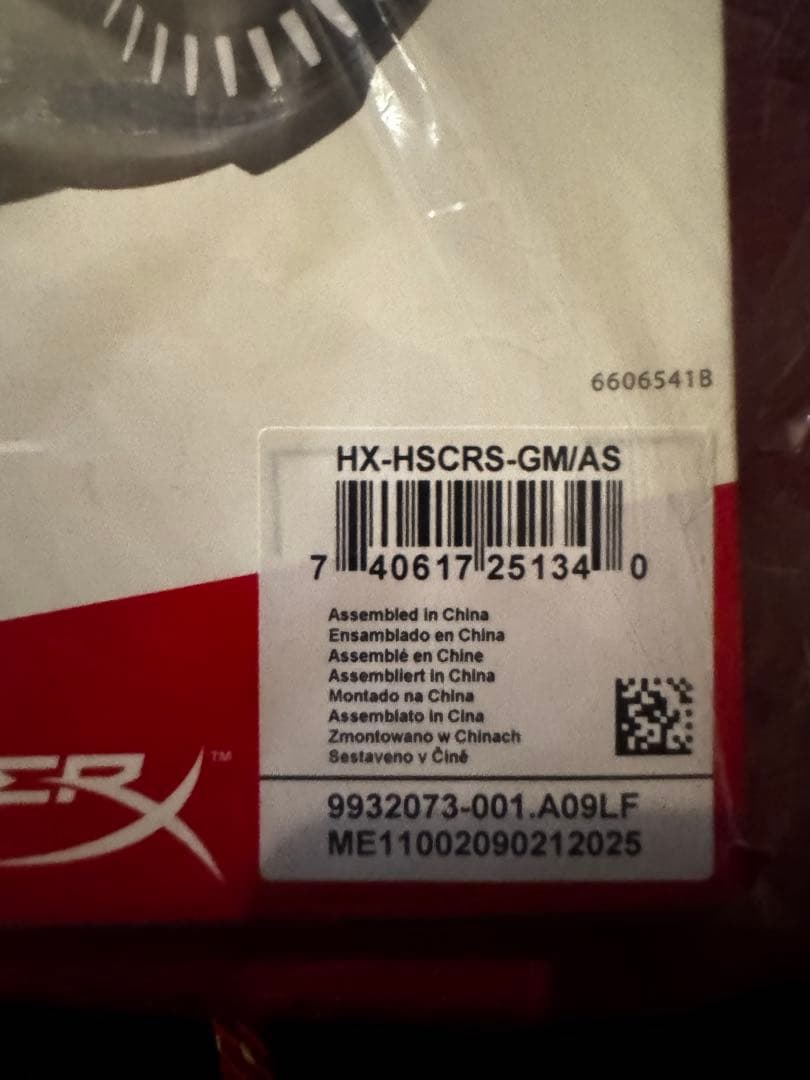 6606541B
HX-HSCRS-GM/AS
7 40617 25134 0
Assembled in China
Ensamblado en China
Assemblé en Chine
Assembliert in China
Montado na China
Assemblato in Cina
Zmontowano w Chinach
Sestaveno v Číně
ERX™
9932073-001.A09LF
ME11002090212025